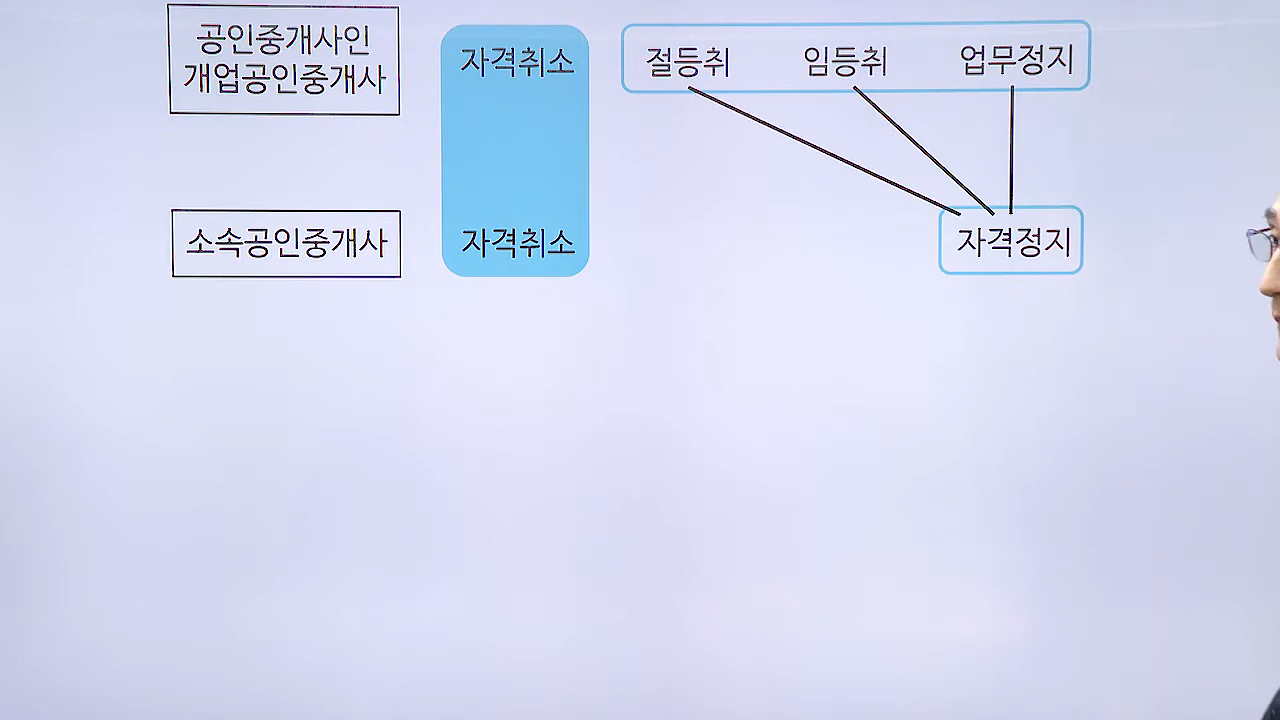 공인중개사인
개업공인중개사
자격취소 절등취 임등취 업무정지
소속공인중개사 자격취소 자격정지